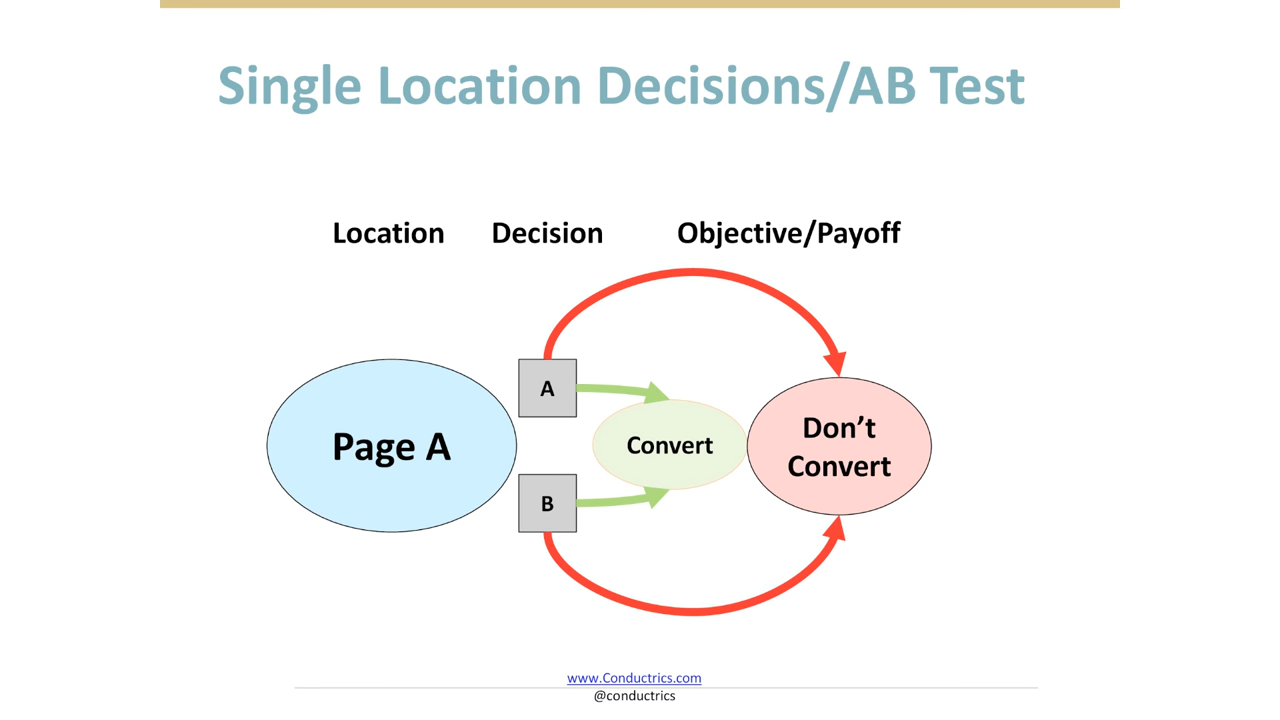 Single Location Decisions/AB Test
Location Decision Objective/Payoff
A
Page A
Convert
Don’t
Convert
B
www.Conductrics.com
@conductrics